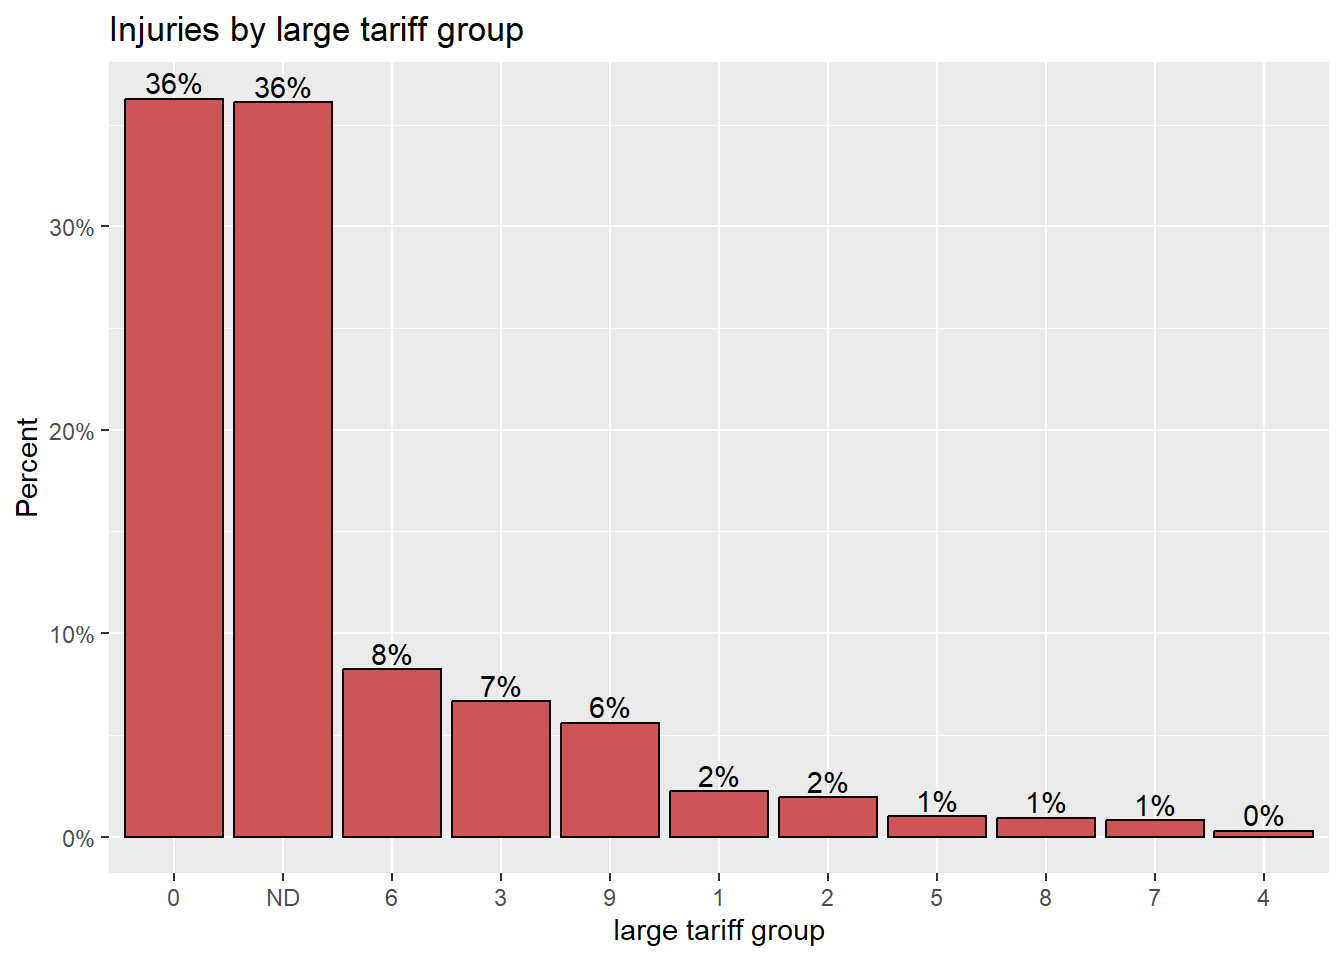 Injuries by large tariff group
36% 36% 8% 7% 6% 2% 2% 1% 1% 1% 0%
Percent
30%
20%
10%
0%
0 ND 6 3 9 1 2 5 8 7 4
large tariff group